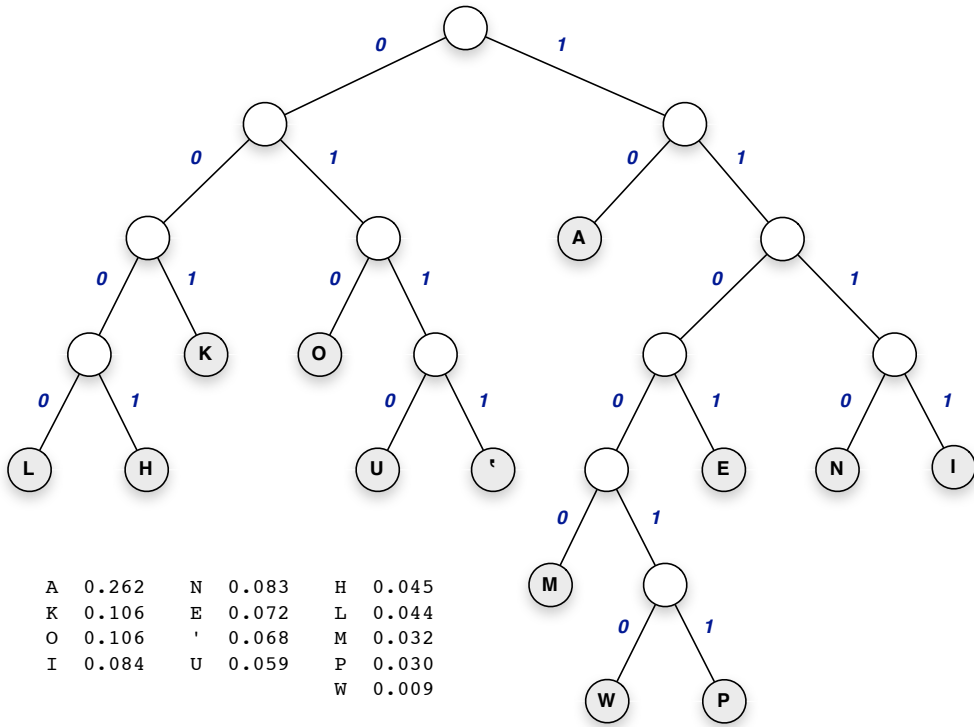 0 1
0 1 0 1
A
0 1 0 1 0 1
K O
0 1 0 1 0 1 0 1
L H U ʽ E N I
0 1
M
0 1
W P
A 0.262 N 0.083 H 0.045
K 0.106 E 0.072 L 0.044
O 0.106 ' 0.068 M 0.032
I 0.084 U 0.059 P 0.030
W 0.009